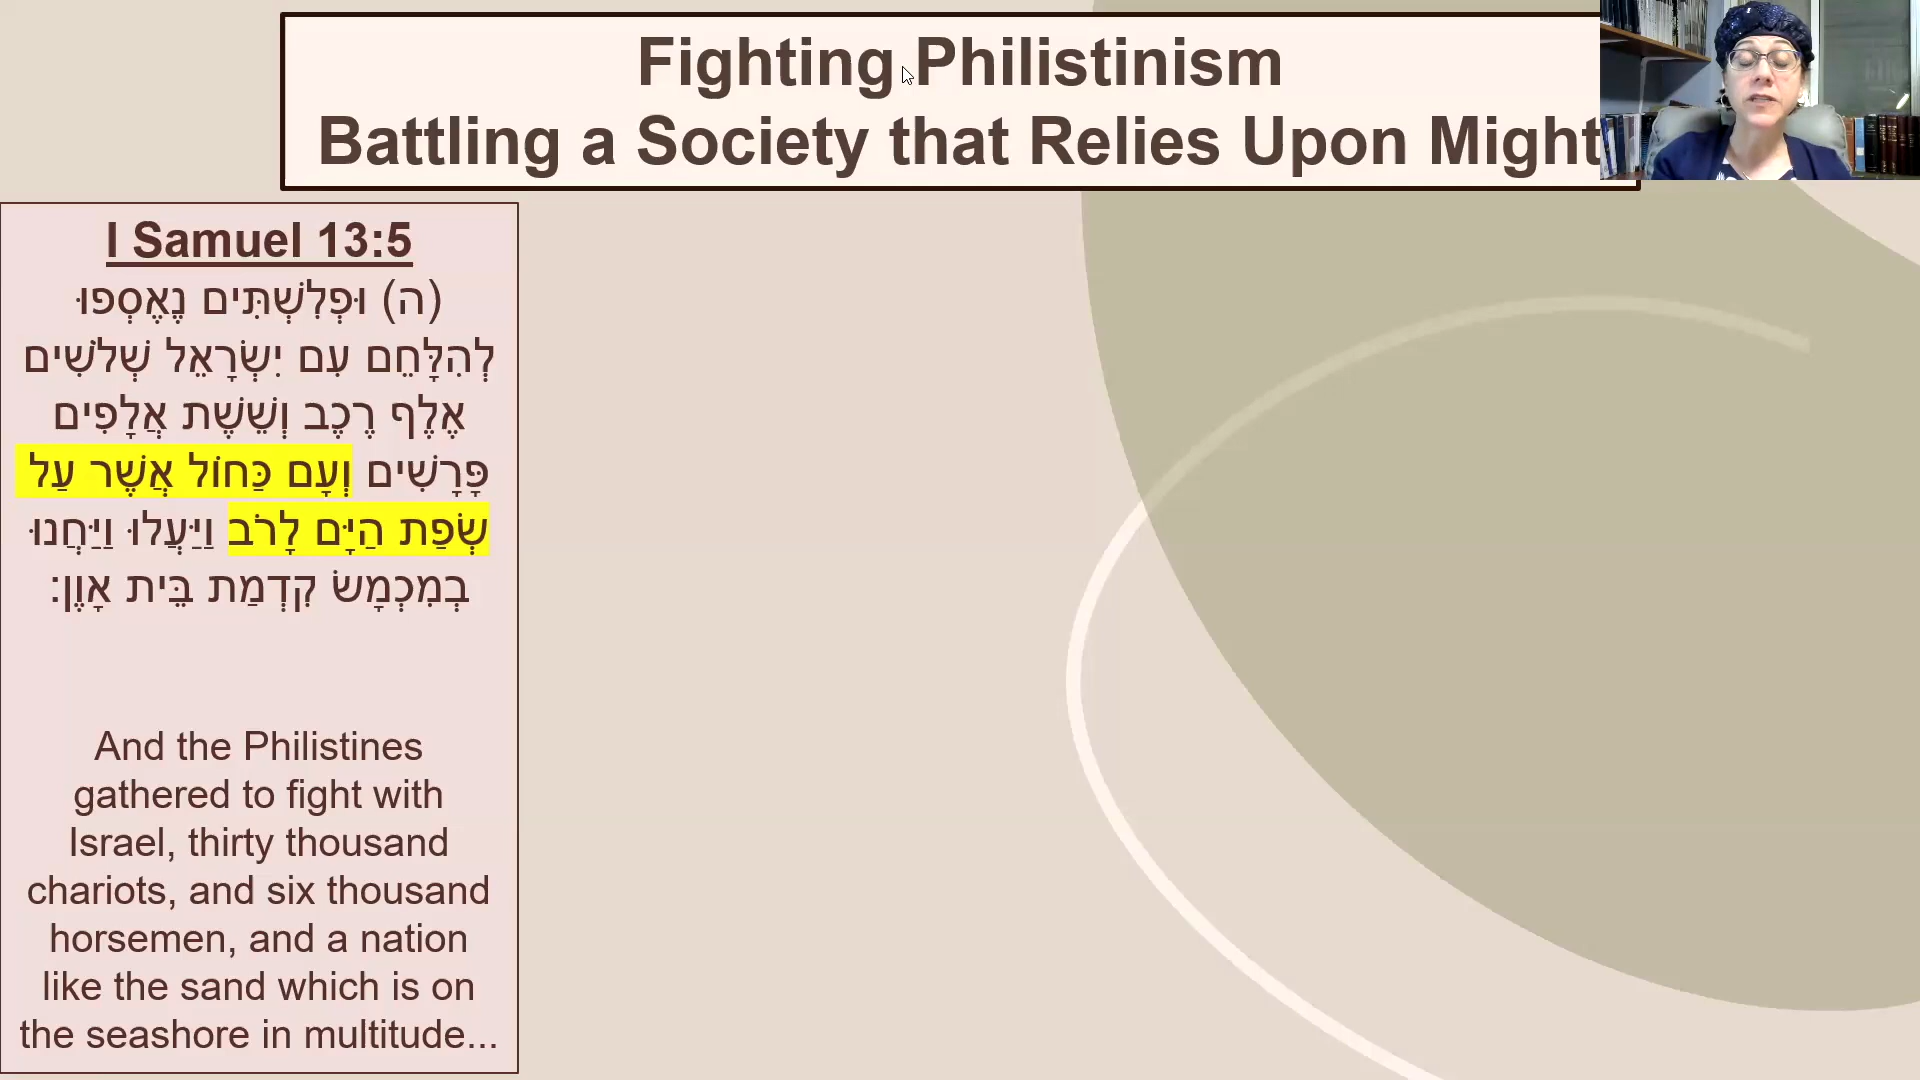 Fighting Philistinism
Battling a Society that Relies Upon Might
I Samuel 13:5
(ה) וּפְלִשְׁתִּים נֶאֶסְפוּ
לְהִלָּחֵם עִם יִשְׂרָאֵל שְׁלֹשִׁים
אֶלֶף רֶכֶב וְשֵׁשֶׁת אֲלָפִים
פָּרָשִׁים וְעָם כַּחוֹל אֲשֶׁר עַל
שְׂפַת הַיָּם לָרֹב וַיַּעֲלוּ וַיַּחֲנוּ
בְמִכְמָשׂ קִדְמַת בֵּית אָוֶן:
And the Philistines
gathered to fight with
Israel, thirty thousand
chariots, and six thousand
horsemen, and a nation
like the sand which is on
the seashore in multitude...